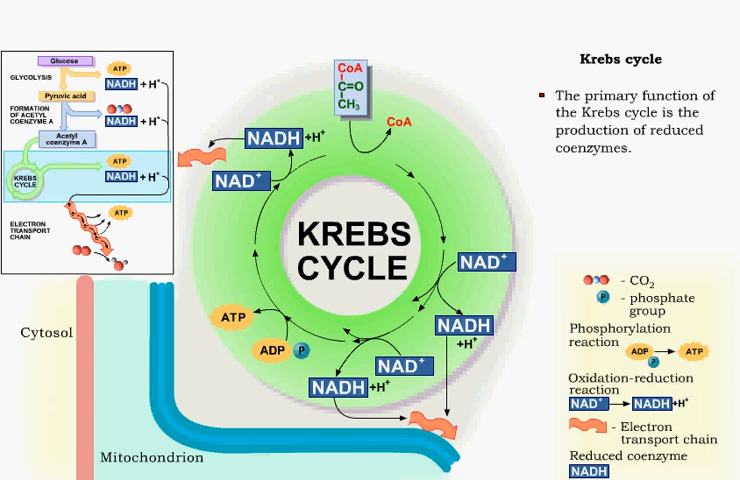 Glucose
GLYCOLYSIS
ATP
NADH + H+
Pyruvic acid
FORMATION
OF ACETYL
COENZYME A
NADH + H+
Acetyl
coenzyme A
KREBS
CYCLE
ATP
NADH + H+
ELECTRON
TRANSPORT
CHAIN
ATP
CoA
C=O
CH₃
CoA
NADH +H+
NAD+
KREBS
CYCLE
NAD+
NADH
+H+
ATP
ADP P
NAD+
NADH +H+
Cytosol
Mitochondrion
Krebs cycle
The primary function of
the Krebs cycle is the
production of reduced
coenzymes.
- CO₂
P - phosphate
group
Phosphorylation
reaction
ADP ATP
P
Oxidation-reduction
reaction
NAD+ NADH +H+
- Electron
transport chain
Reduced coenzyme
NADH